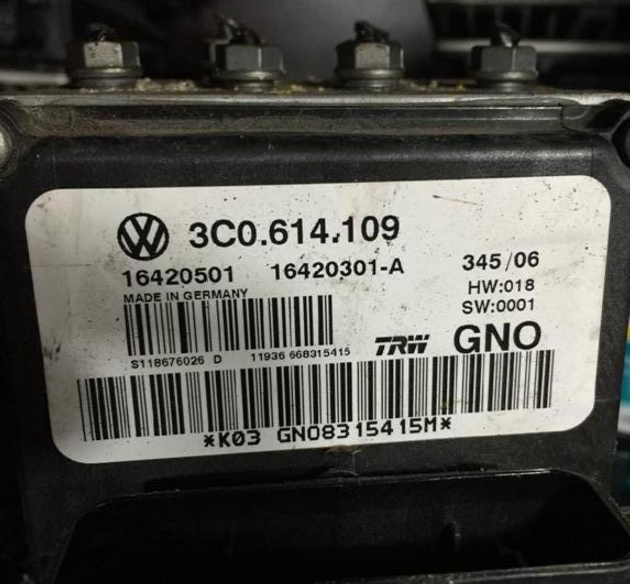 3C0.614.109
16420501 16420301-A 345/06
MADE IN GERMANY HW:018
SW:0001
S118676026 D 11936 668315415 TRW GNO
*K03 GN08315415M*